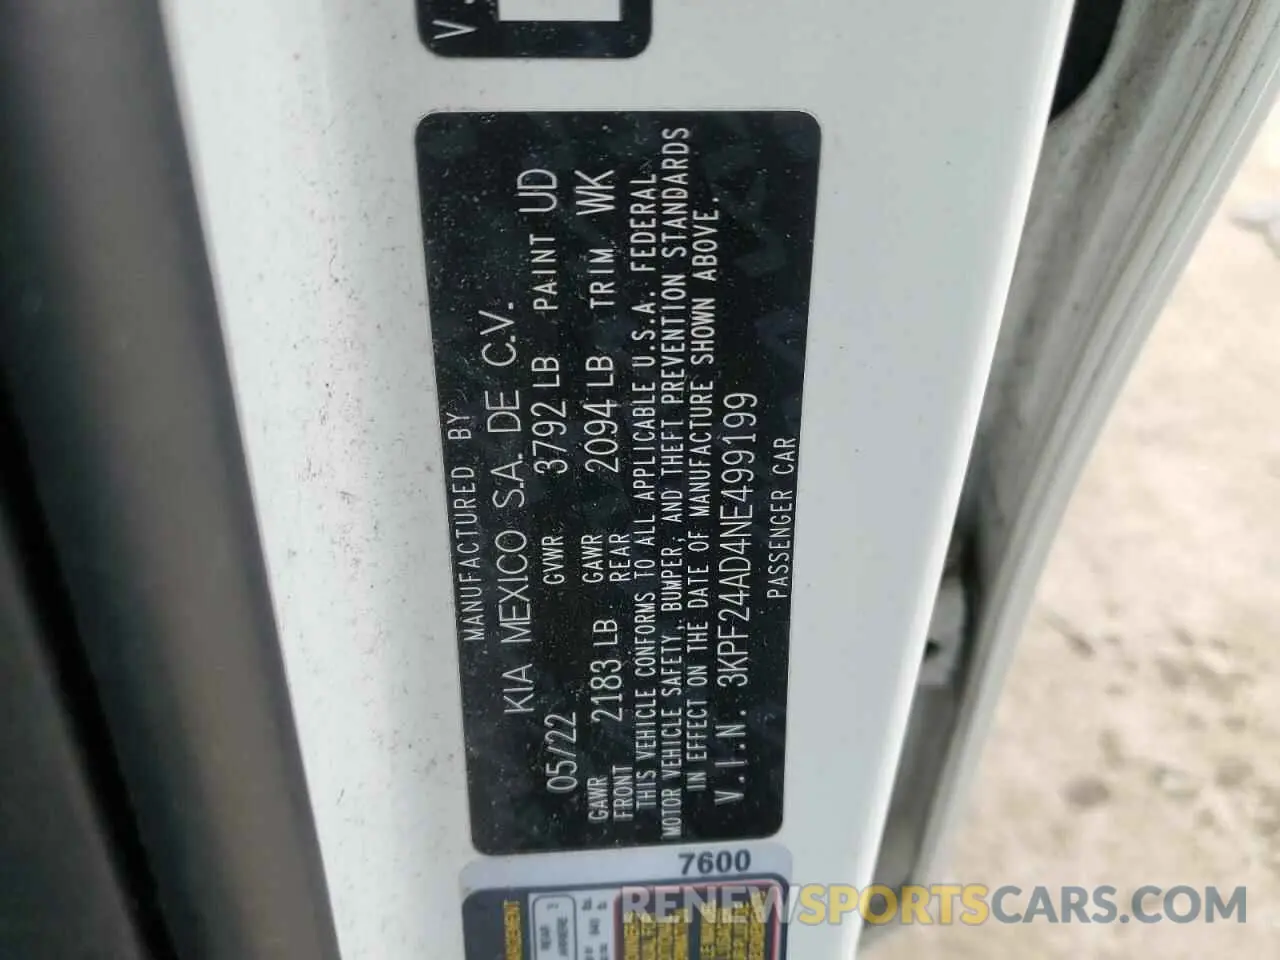 V.
MANUFACTURED BY
KIA MEXICO S.A. DE C.V.
05/22 GVWR 3792 LB PAINT UD
GAWR FRONT 2183 LB GAWR REAR 2094 LB TRIM WK
THIS VEHICLE CONFORMS TO ALL APPLICABLE U.S.A. FEDERAL
MOTOR VEHICLE SAFETY, BUMPER, AND THEFT PREVENTION STANDARDS
IN EFFECT ON THE DATE OF MANUFACTURE SHOWN ABOVE.
V.I.N. 3KPF24AD4NE499199
PASSENGER CAR
7600
REAR
RENEWSPORTSCARS.COM